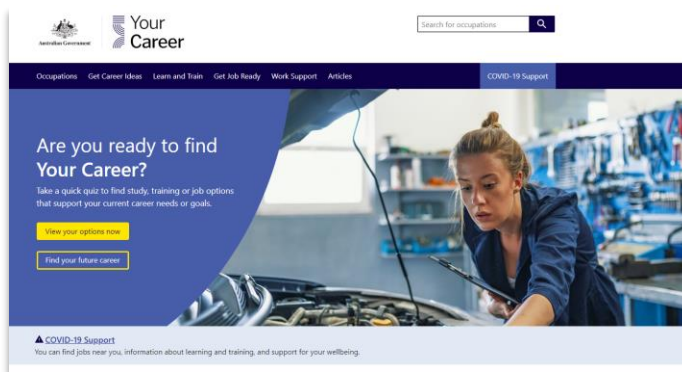 Australian Government
Your
Career
Search for occupations
Occupations Get Career Ideas Learn and Train Get Job Ready Work Support Articles COVID-19 Support
Are you ready to find
Your Career?
Take a quick quiz to find study, training or job options
that support your current career needs or goals.
View your options now
Find your future career
COVID-19 Support
You can find jobs near you, information about learning and training, and support for your wellbeing.